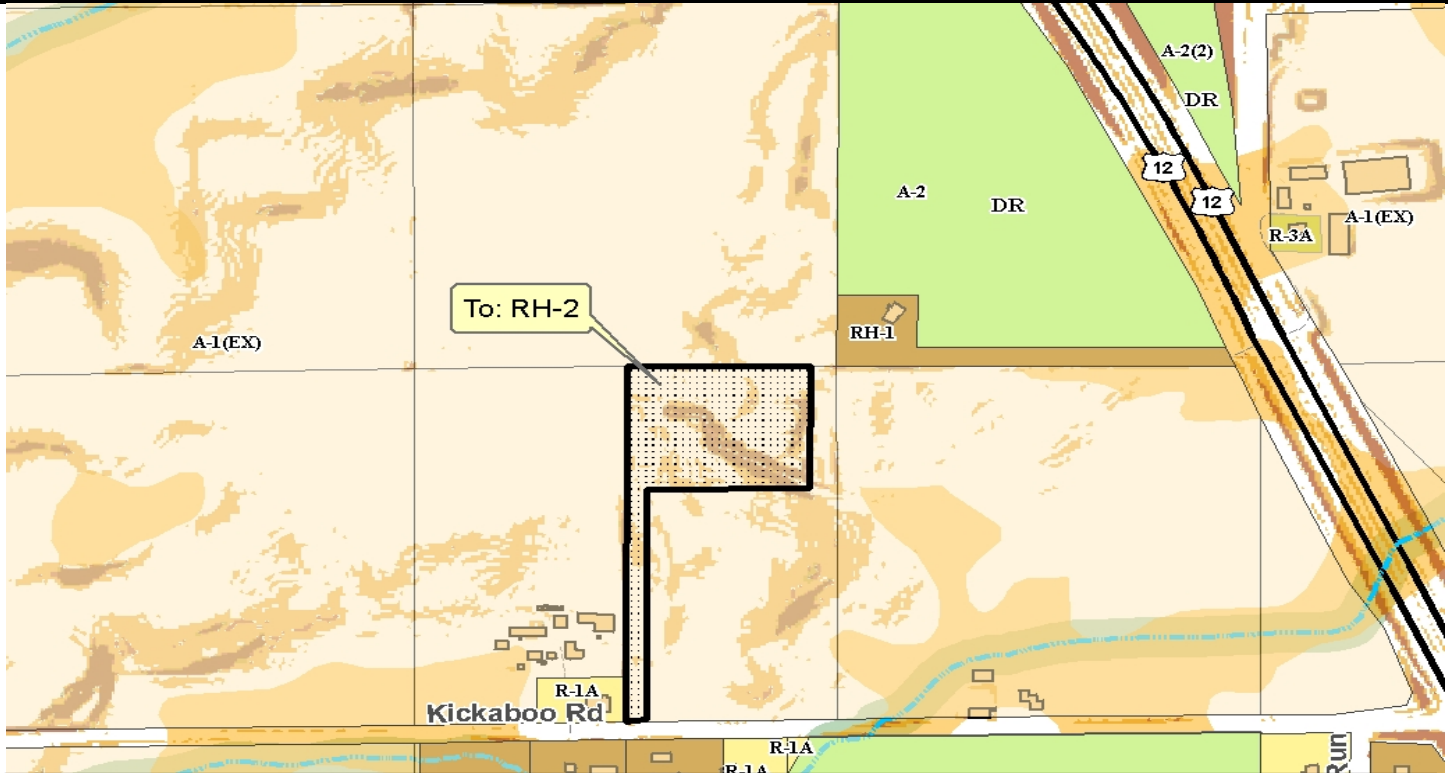 A-2(2)
DR
12
12
A-2
DR
A-1(EX)
R-3A
To: RH-2
RH-1
A-1(EX)
R-1A
Kickaboo Rd
R-1A
R-1A
Run